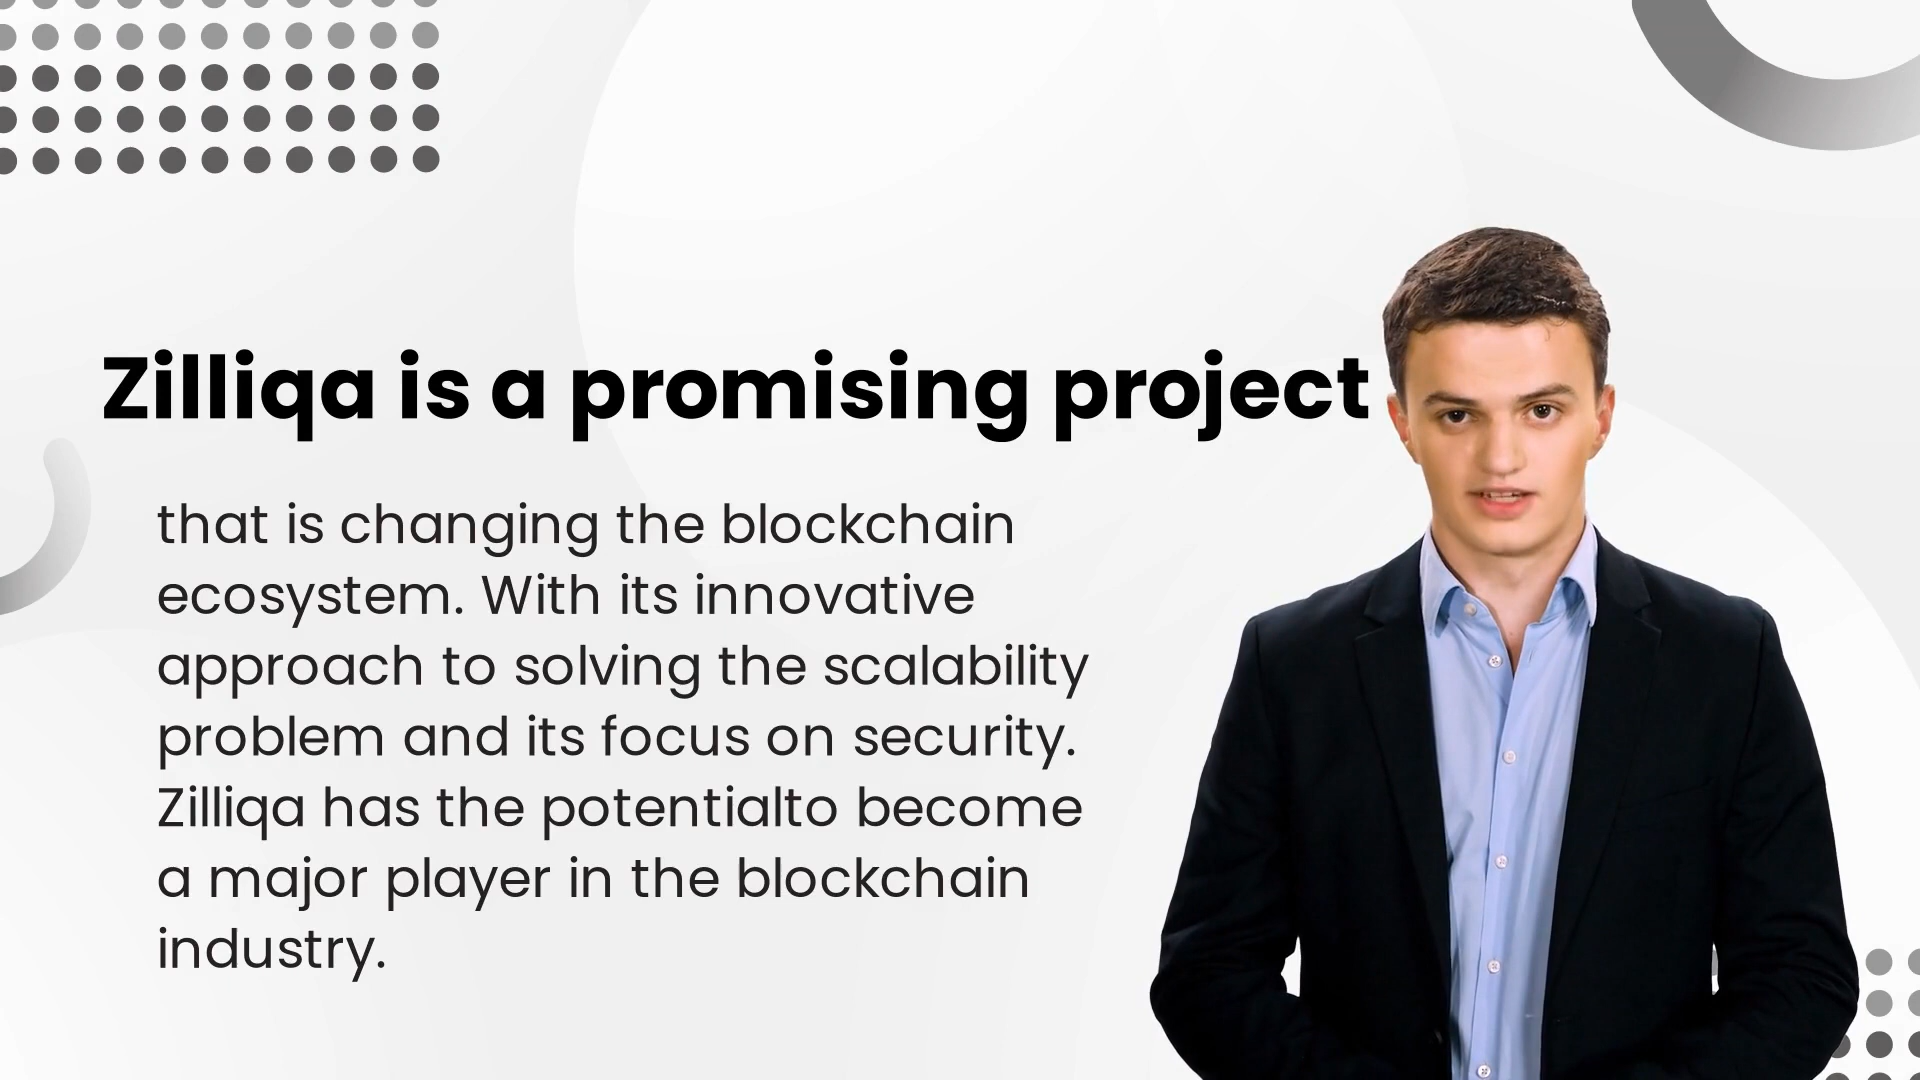 Zilliqa is a promising project
that is changing the blockchain
ecosystem. With its innovative
approach to solving the scalability
problem and its focus on security.
Zilliqa has the potentialto become
a major player in the blockchain
industry.